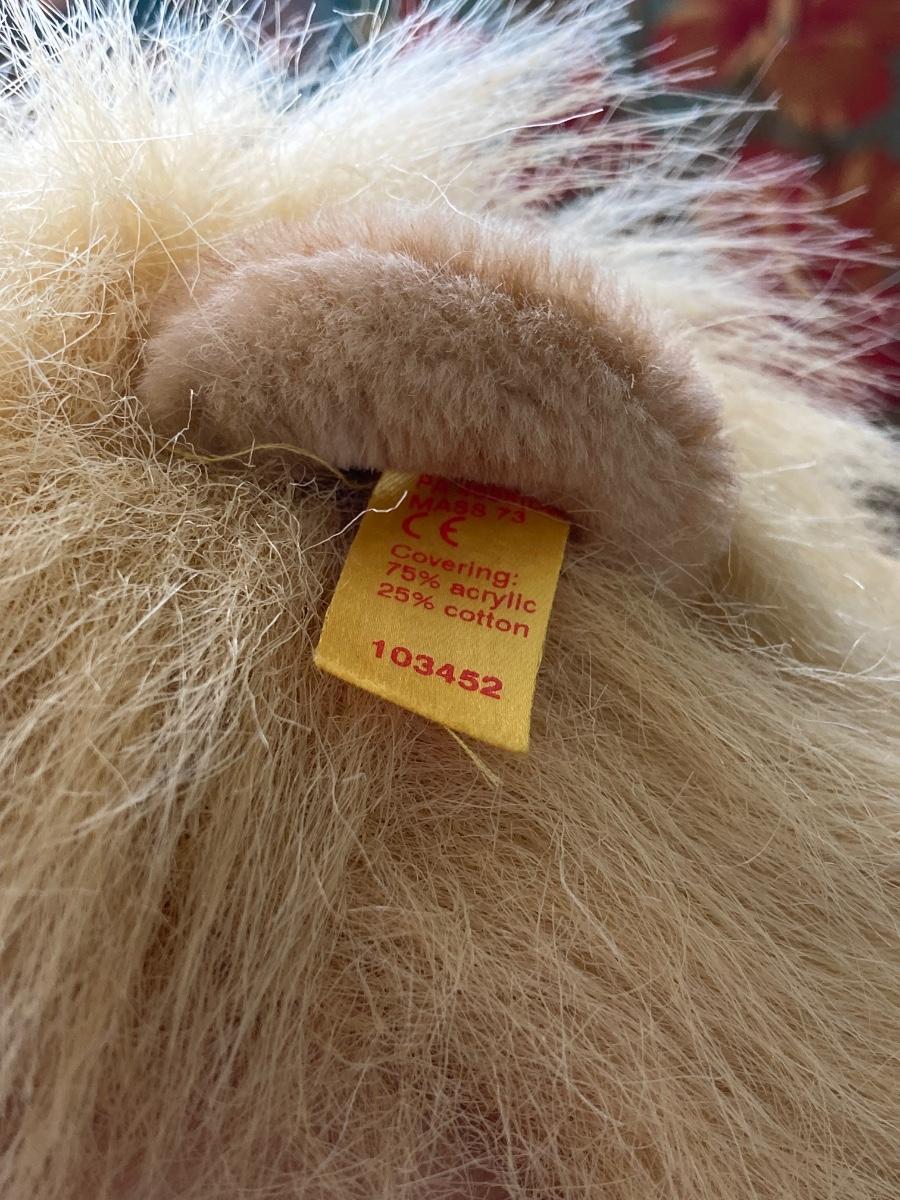 MASS 73
CE
Covering:
75% acrylic
25% cotton
103452